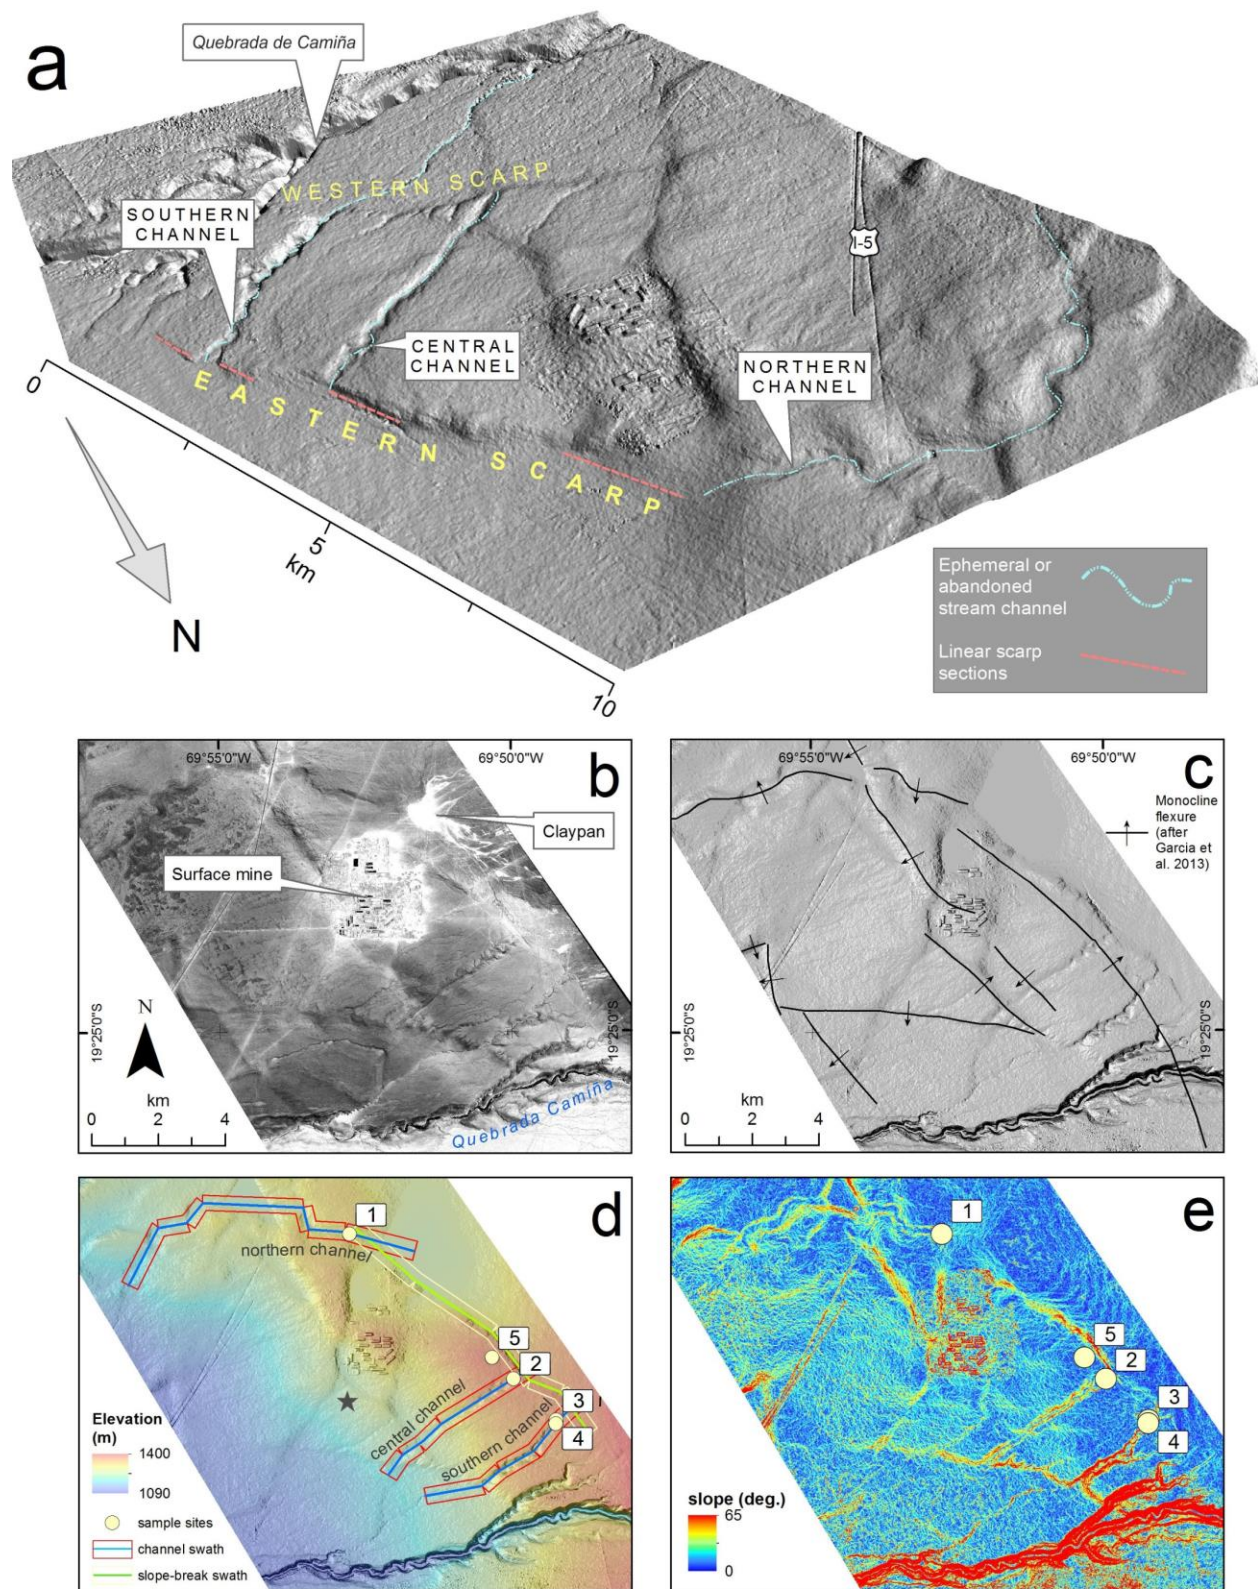 a
Quebrada de Camiña
WESTERN SCARP
SOUTHERN
CHANNEL
I-5
CENTRAL
CHANNEL
NORTHERN
CHANNEL
EASTERN SCARP
0
5
km
10
N
Ephemeral or
abandoned
stream channel
Linear scarp
sections
b
69°55'0"W
69°50'0"W
Claypan
Surface mine
19°25'0"S
19°25'0"S
N
km
0 2 4
Quebrada Camiña
c
69°55'0"W
69°50'0"W
Monocline
flexure
(after
Garcia et
al. 2013)
19°25'0"S
km
0 2 4
d
1
northern channel
5
2
3
4
central channel
southern channel
Elevation
(m)
1400
1090
sample sites
channel swath
slope-break swath
e
1
5
2
3
4
slope (deg.)
65
0